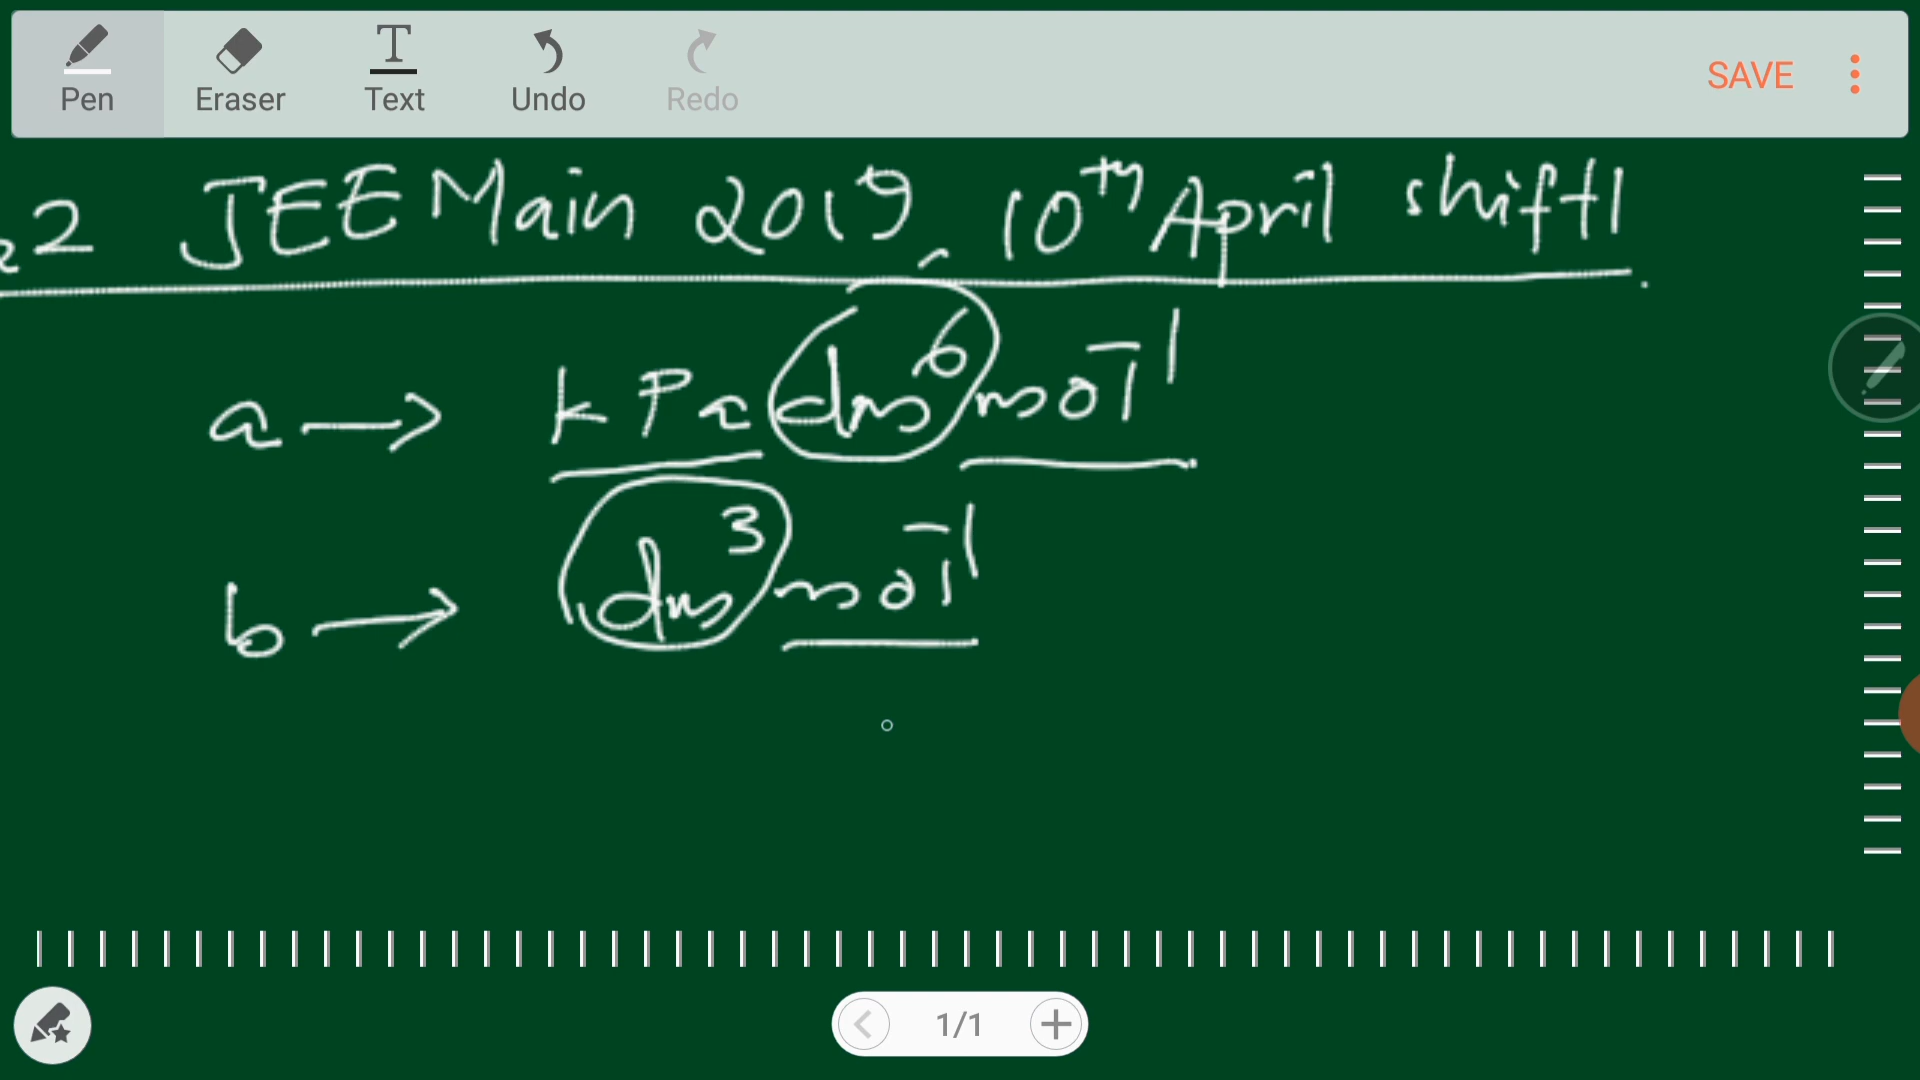 Pen Eraser Text Undo Redo SAVE
2 JEE Main 2019, 10th April shift1
a → kPa dm⁶ mol⁻¹
b → dm³ mol⁻¹
1/1